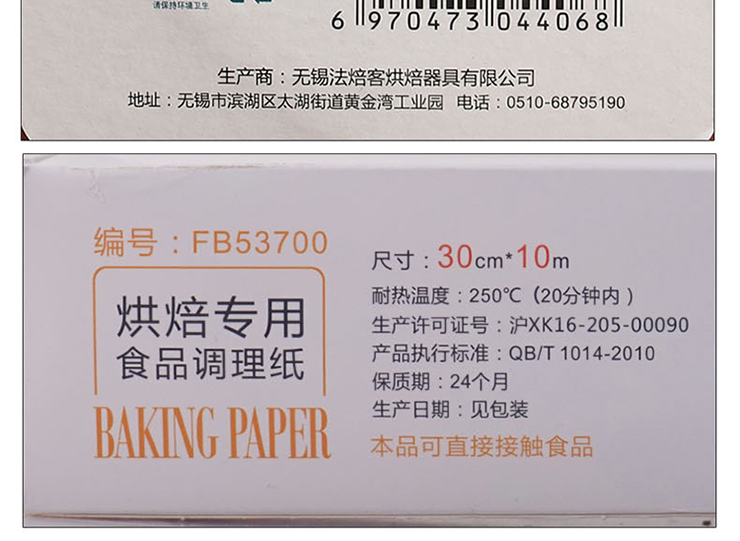 请保持环境卫生
6 970473 044068
生产商：无锡法焙客烘焙器具有限公司
地址：无锡市滨湖区太湖街道黄金湾工业园 电话：0510-68795190
编号：FB53700
烘焙专用
食品调理纸
BAKING PAPER
尺寸：30cm*10m
耐热温度：250℃（20分钟内）
生产许可证号：沪XK16-205-00090
产品执行标准：QB/T 1014-2010
保质期：24个月
生产日期：见包装
本品可直接接触食品